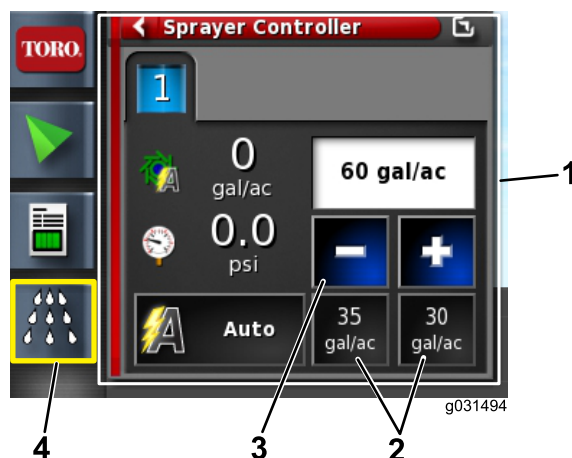 TORO.
Sprayer Controller
1
0
gal/ac
60 gal/ac
0.0
psi
A Auto
35
gal/ac
30
gal/ac
1
g031494
4
3
2